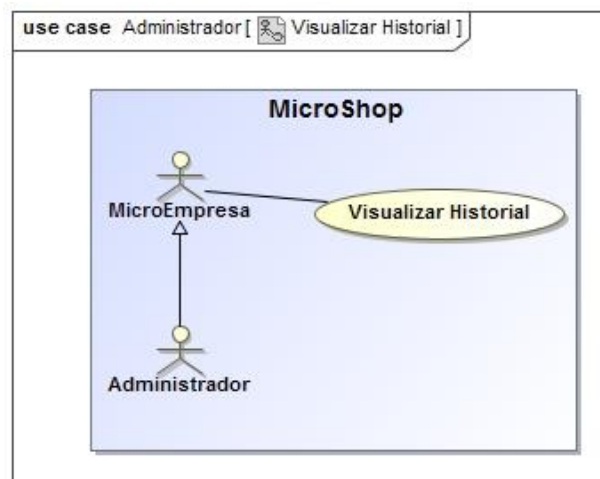 use case Administrador [ Visualizar Historial ]
MicroShop
MicroEmpresa
Visualizar Historial
Administrador